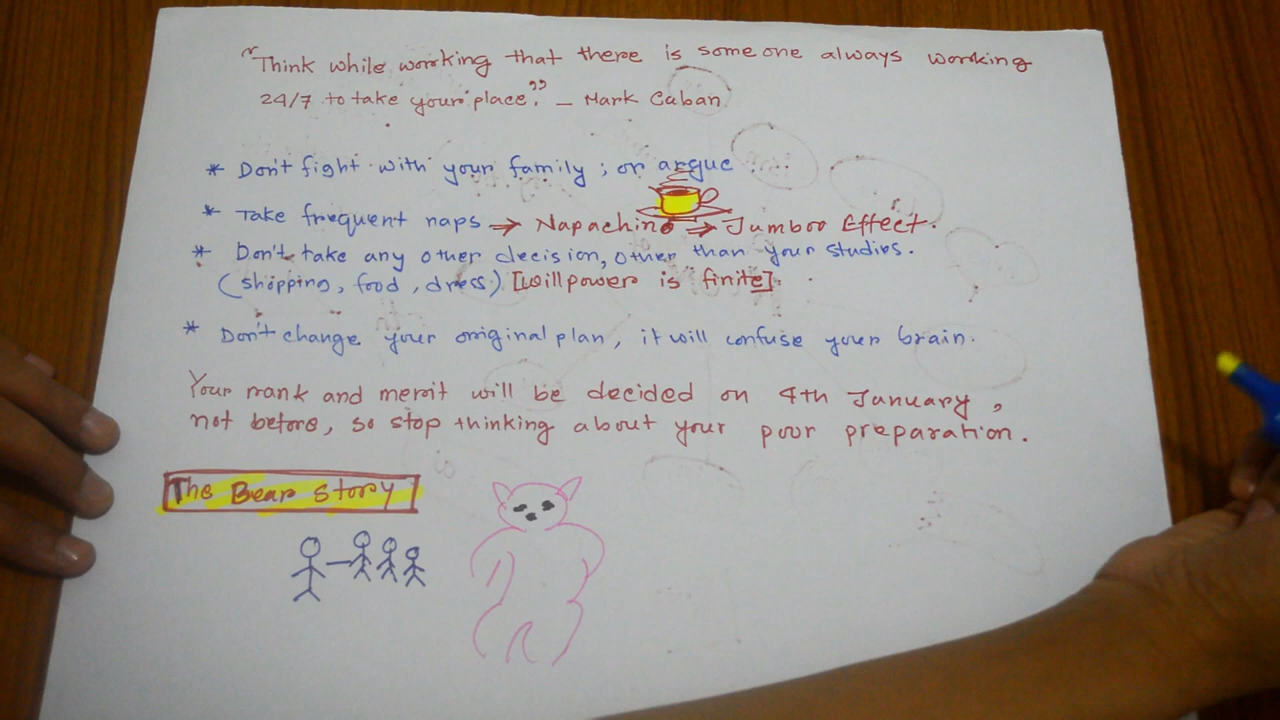 "Think while working that there is someone always working
24/7 to take your place." – Mark Cuban
* Don't fight with your family ; or argue
* Take frequent naps → Napachino ⇒ Jumboo Effect.
* Don't take any other decision, other than your studies.
(shopping, food, dress.) [willpower is finite].
* Don't change your original plan, it will confuse your brain.
Your rank and merit will be decided on 4th January,
not before, so stop thinking about your poor preparation.
The Bear Story